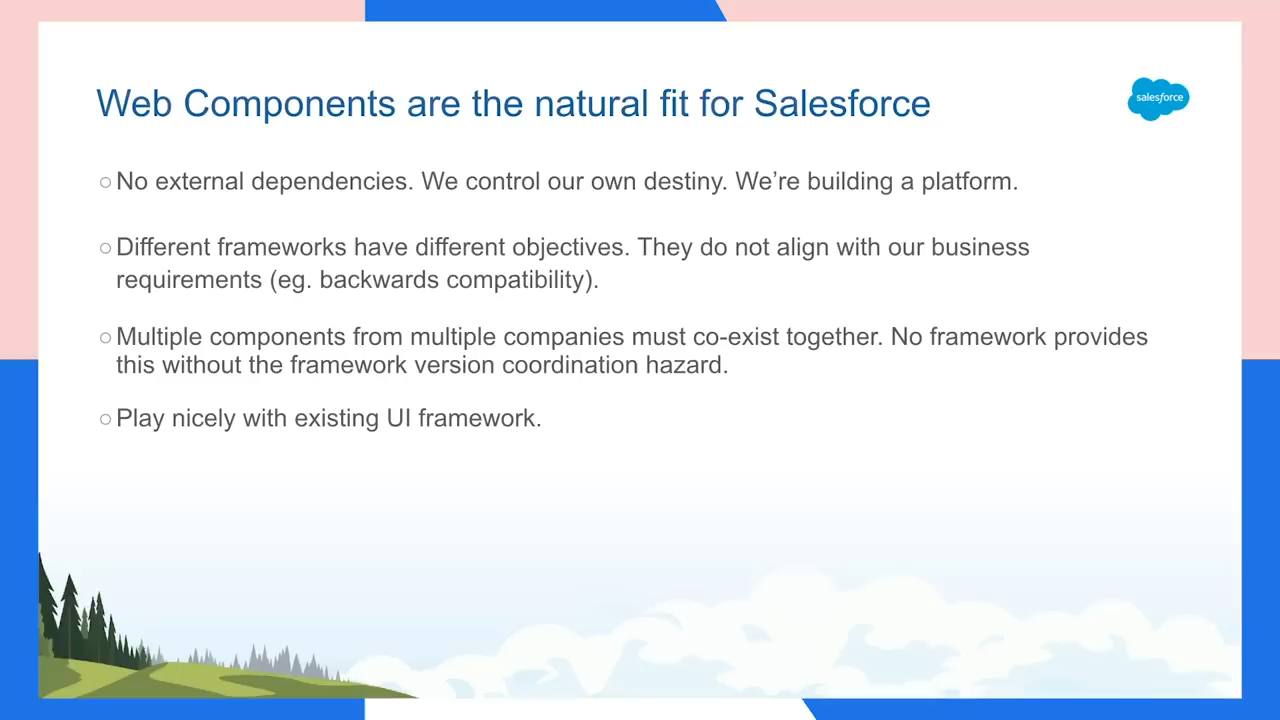 Web Components are the natural fit for Salesforce
salesforce
○ No external dependencies. We control our own destiny. We’re building a platform.
○ Different frameworks have different objectives. They do not align with our business
requirements (eg. backwards compatibility).
○ Multiple components from multiple companies must co-exist together. No framework provides
this without the framework version coordination hazard.
○ Play nicely with existing UI framework.